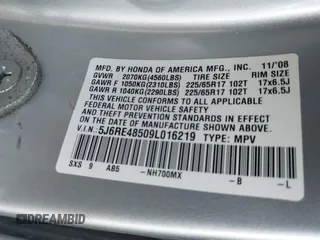 MFD. BY HONDA OF AMERICA MFG., INC. 11/'08
GVWR 2070KG(4560LBS) TIRE SIZE RIM SIZE
GAWR F 1050KG(2310LBS) 225/65R17 102T 17x6.5J
GAWR R 1040KG(2290LBS) 225/65R17 102T 17x6.5J
THIS VEHICLE CONFORMS TO ALL APPLICABLE
FEDERAL MOTOR VEHICLE SAFETY AND THEFT
PREVENTION STANDARDS IN EFFECT ON THE DATE OF
MANUFACTURE SHOWN ABOVE.
V.I.N.:5J6RE48509L016219 TYPE: MPV
SXS 9 AB5 -NH700MX -B -L
DREAMBID